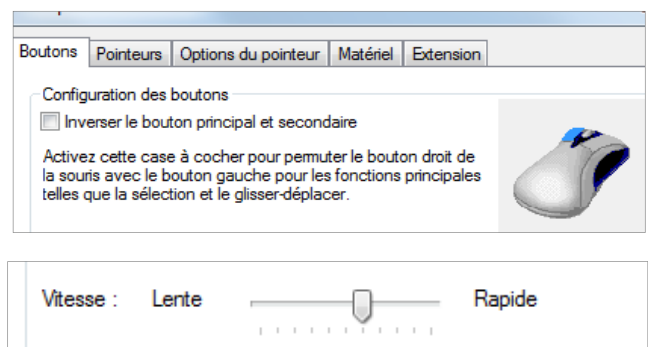 Boutons Pointeurs Options du pointeur Matériel Extension
Configuration des boutons
Inverser le bouton principal et secondaire
Activez cette case à cocher pour permuter le bouton droit de
la souris avec le bouton gauche pour les fonctions principales
telles que la sélection et le glisser-déplacer.
Vitesse : Lente Rapide